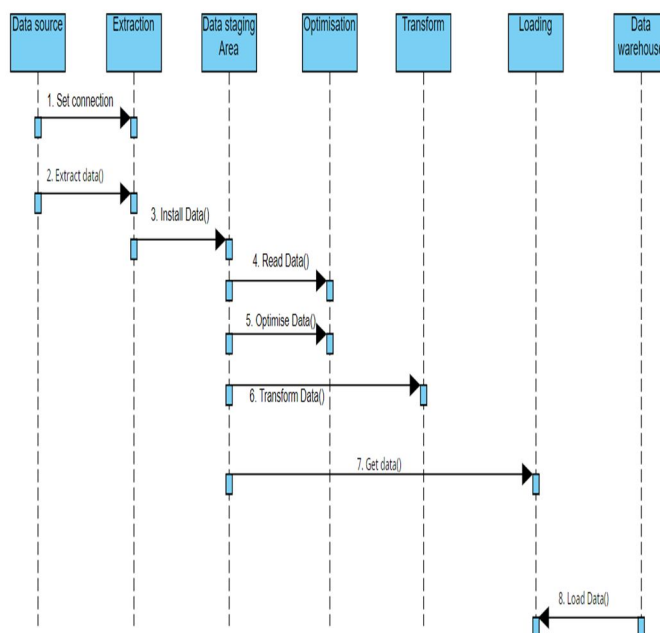 Data source
Extraction
Data staging
Area
Optimisation
Transform
Loading
Data
warehouse
1. Set connection
2. Extract data()
3. Install Data()
4. Read Data()
5. Optimise Data()
6. Transform Data()
7. Get data()
8. Load Data()